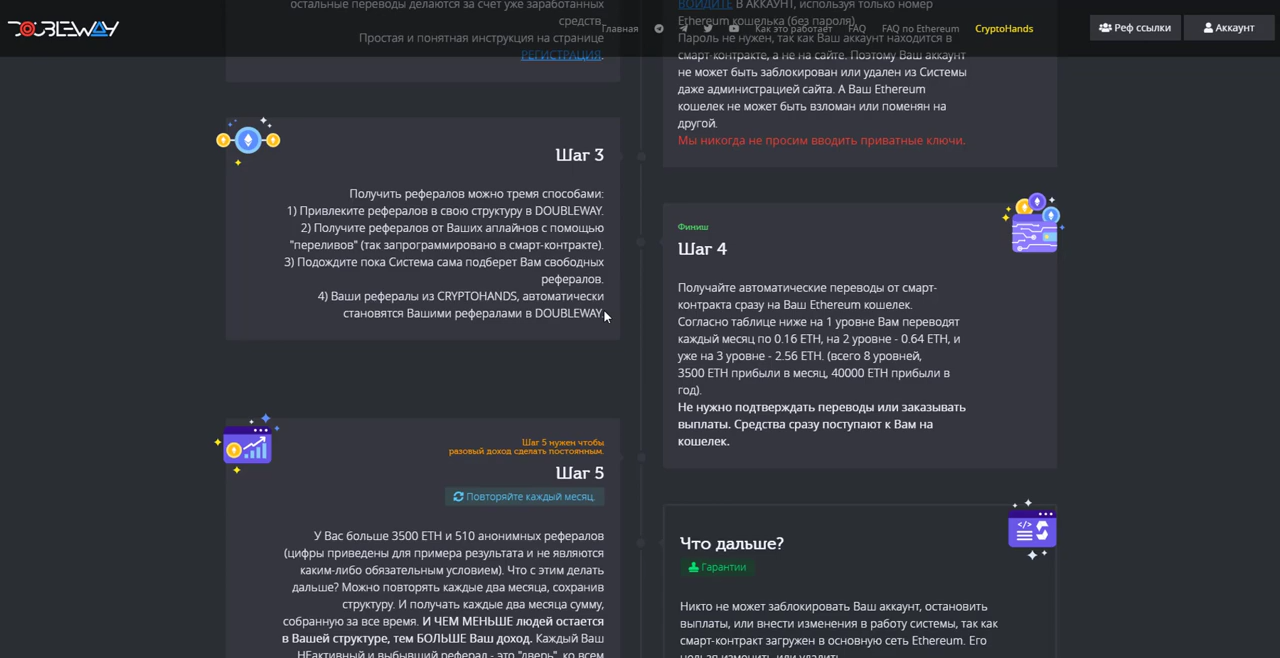 DOUBLEWAY
Главная
Как это работает
FAQ
FAQ по Ethereum
CryptoHands
Реф ссылки
Аккаунт
остальные переводы делаются за счет уже заработанных
средств.
Простая и понятная инструкция на странице
РЕГИСТРАЦИЯ.
ВОЙДИТЕ В АККАУНТ, используя только номер
Ethereum кошелька (без пароля).
Пароль не нужен, так как Ваш аккаунт находится в
смарт-контракте, а не на сайте. Поэтому Ваш аккаунт
не может быть заблокирован или удален из Системы
даже администрацией сайта. А Ваш Ethereum
кошелек не может быть взломан или поменян на
другой.
Мы никогда не просим вводить приватные ключи.
Шаг 3
Получить рефералов можно тремя способами:
1) Привлеките рефералов в свою структуру в DOUBLEWAY.
2) Получите рефералов от Ваших аплайнов с помощью
"переливов" (так запрограммировано в смарт-контракте).
3) Подождите пока Система сама подберет Вам свободных
рефералов.
4) Ваши рефералы из CRYPTOHANDS, автоматически
становятся Вашими рефералами в DOUBLEWAY.
Финиш
Шаг 4
Получайте автоматические переводы от смарт-
контракта сразу на Ваш Ethereum кошелек.
Согласно таблице ниже на 1 уровне Вам переводят
каждый месяц по 0.16 ETH, на 2 уровне - 0.64 ETH, и
уже на 3 уровне - 2.56 ETH. (всего 8 уровней,
3500 ETH прибыли в месяц, 40000 ETH прибыли в
год).
Не нужно подтверждать переводы или заказывать
выплаты. Средства сразу поступают к Вам на
кошелек.
Шаг 5 нужен чтобы
разовый доход сделать постоянным.
Шаг 5
Повторяйте каждый месяц.
У Вас больше 3500 ETH и 510 анонимных рефералов
(цифры приведены для примера результата и не являются
каким-либо обязательным условием). Что с этим делать
дальше? Можно повторять каждые два месяца, сохранив
структуру. И получать каждые два месяца сумму,
собранную за все время. И ЧЕМ МЕНЬШЕ людей остается
в Вашей структуре, тем БОЛЬШЕ Ваш доход. Каждый Ваш
НЕактивный и выбывший реферал - это "дверь", ко всем
Что дальше?
Гарантии
Никто не может заблокировать Ваш аккаунт, остановить
выплаты, или внести изменения в работу системы, так как
смарт-контракт загружен в основную сеть Ethereum. Его
нельзя изменить или удалить.